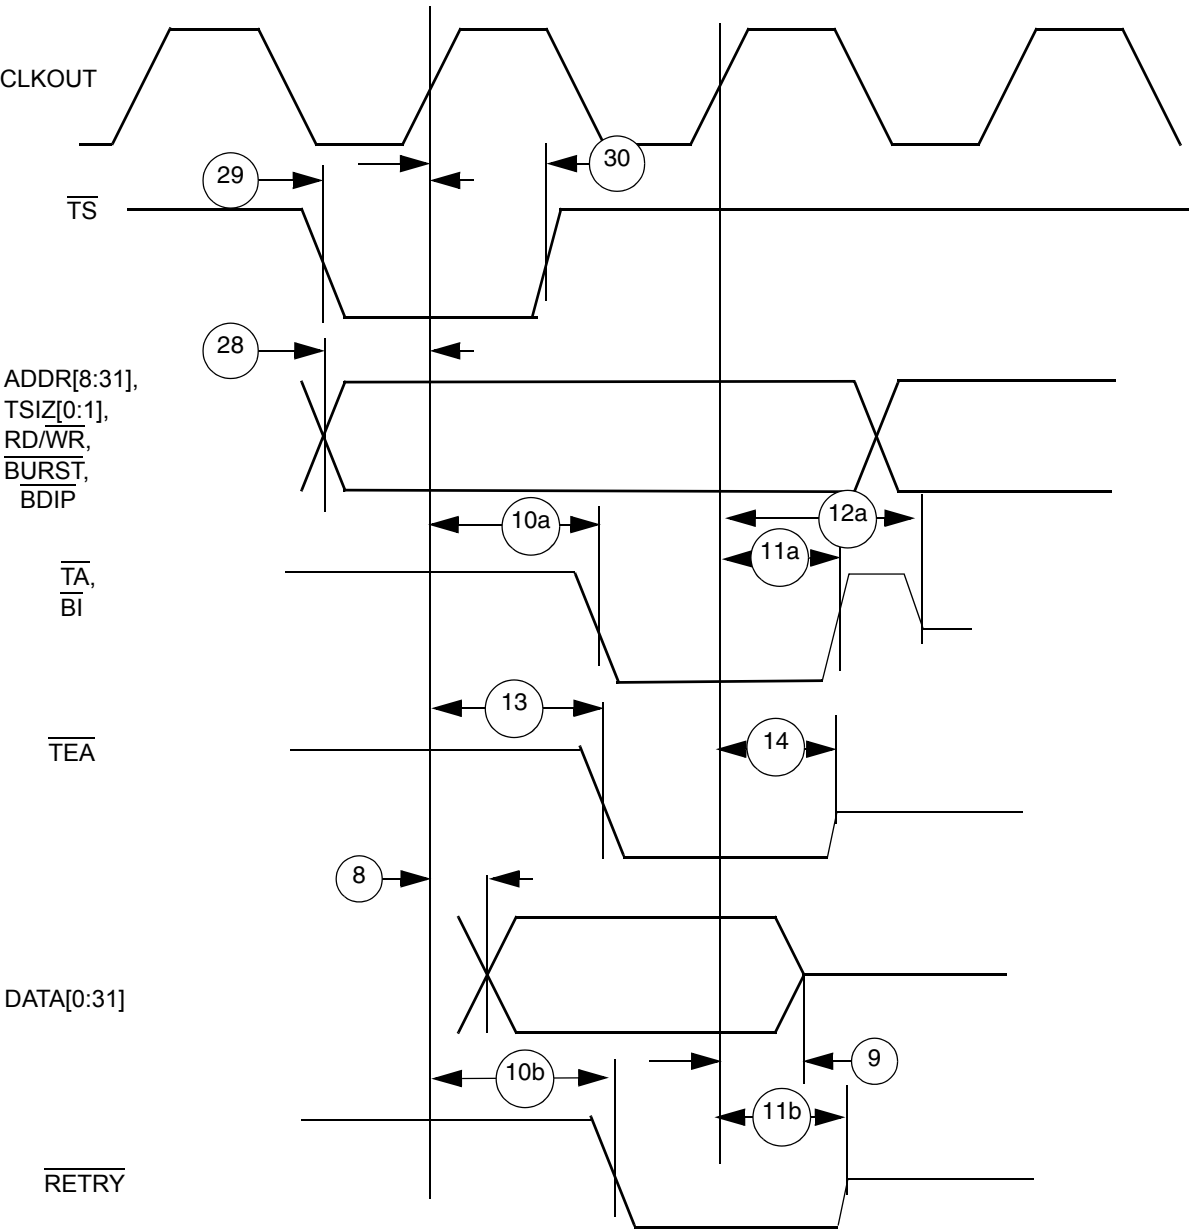 CLKOUT
30
29
TS
28
ADDR[8:31],
TSIZ[0:1],
RD/WR,
BURST,
BDIP
12a
10a
11a
TA,
BI
13
14
TEA
8
DATA[0:31]
9
10b
11b
RETRY